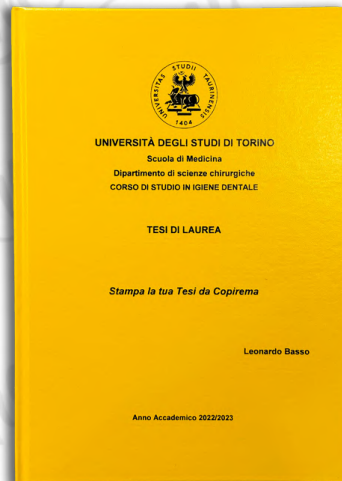 UNIVERSITAS STUDII TAURINENSIS
1404
UNIVERSITÀ DEGLI STUDI DI TORINO
Scuola di Medicina
Dipartimento di scienze chirurgiche
CORSO DI STUDIO IN IGIENE DENTALE
TESI DI LAUREA
Stampa la tua Tesi da Copirema
Leonardo Basso
Anno Accademico 2022/2023